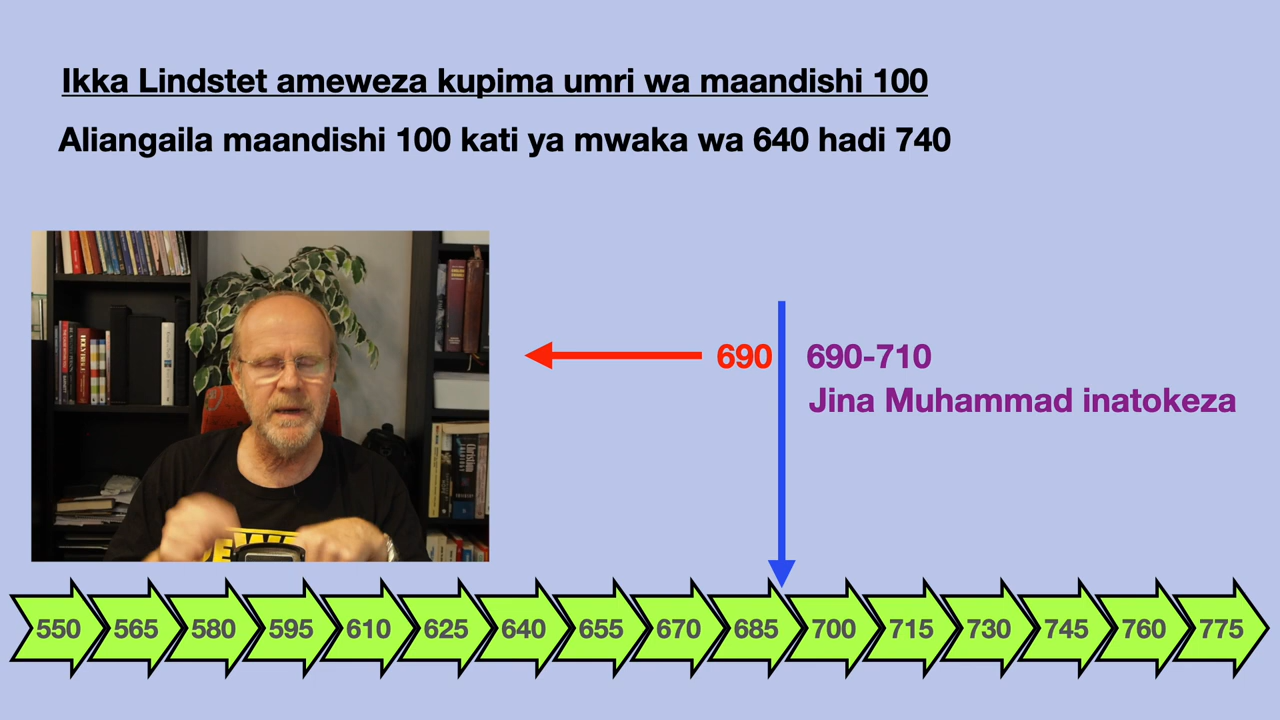 Ikka Lindstet ameweza kupima umri wa maandishi 100
Aliangaila maandishi 100 kati ya mwaka wa 640 hadi 740
690
690-710
Jina Muhammad inatokeza
550 565 580 595 610 625 640 655 670 685 700 715 730 745 760 775